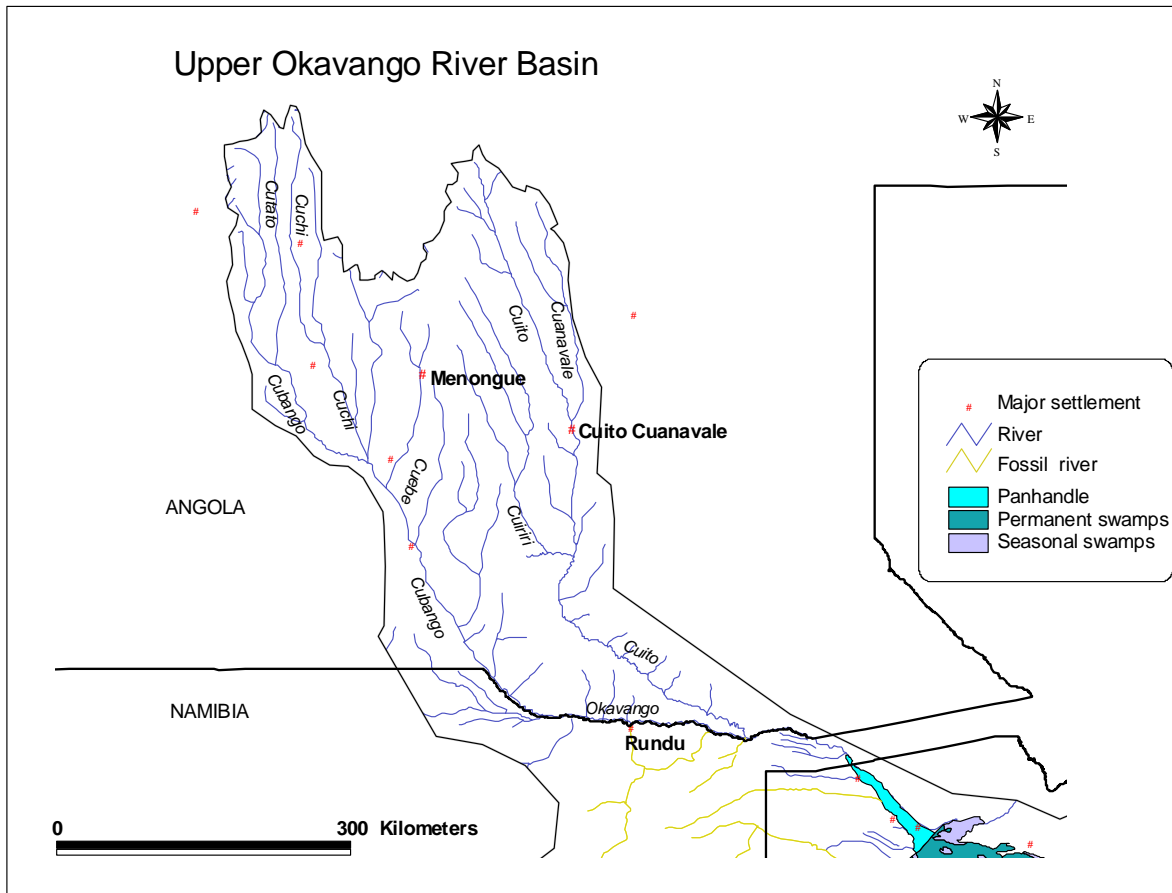 Upper Okavango River Basin
N
W E
S
Cutato
Cuchi
Cuito
Cuanavale
Menongue
Cubango
Cuchi
Cuito Cuanavale
Cuebe
ANGOLA
Cuiriri
Cubango
Cuito
NAMIBIA
Okavango
Rundu
0 300 Kilometers
# Major settlement
River
Fossil river
Panhandle
Permanent swamps
Seasonal swamps